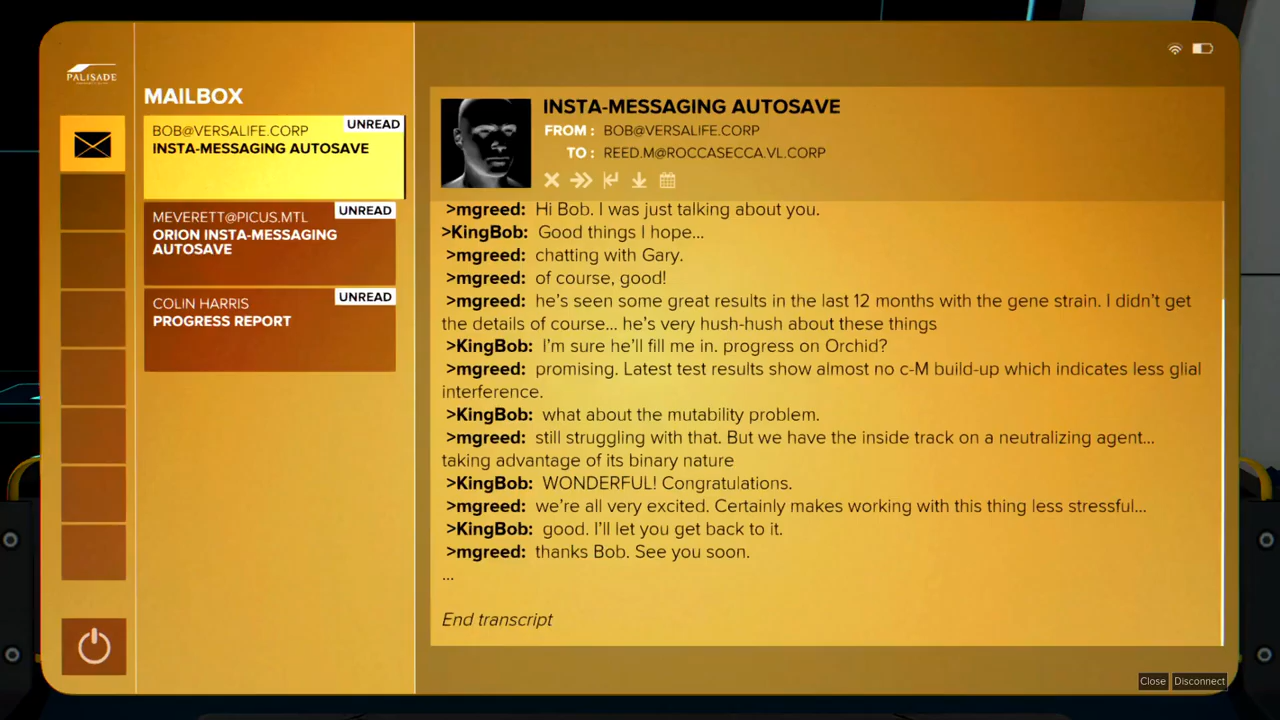 PALISADE
MAILBOX
UNREAD
BOB@VERSALIFE.CORP
INSTA-MESSAGING AUTOSAVE
UNREAD
MEVERETT@PICUS.MTL
ORION INSTA-MESSAGING
AUTOSAVE
UNREAD
COLIN HARRIS
PROGRESS REPORT
INSTA-MESSAGING AUTOSAVE
FROM : BOB@VERSALIFE.CORP
TO : REED.M@ROCCASECCA.VL.CORP
>mgreed: Hi Bob. I was just talking about you.
>KingBob: Good things I hope...
>mgreed: chatting with Gary.
>mgreed: of course, good!
>mgreed: he's seen some great results in the last 12 months with the gene strain. I didn't get
the details of course... he's very hush-hush about these things
>KingBob: I'm sure he'll fill me in. progress on Orchid?
>mgreed: promising. Latest test results show almost no c-M build-up which indicates less glial
interference.
>KingBob: what about the mutability problem.
>mgreed: still struggling with that. But we have the inside track on a neutralizing agent...
taking advantage of its binary nature
>KingBob: WONDERFUL! Congratulations.
>mgreed: we're all very excited. Certainly makes working with this thing less stressful...
>KingBob: good. I'll let you get back to it.
>mgreed: thanks Bob. See you soon.
...
End transcript
Close Disconnect